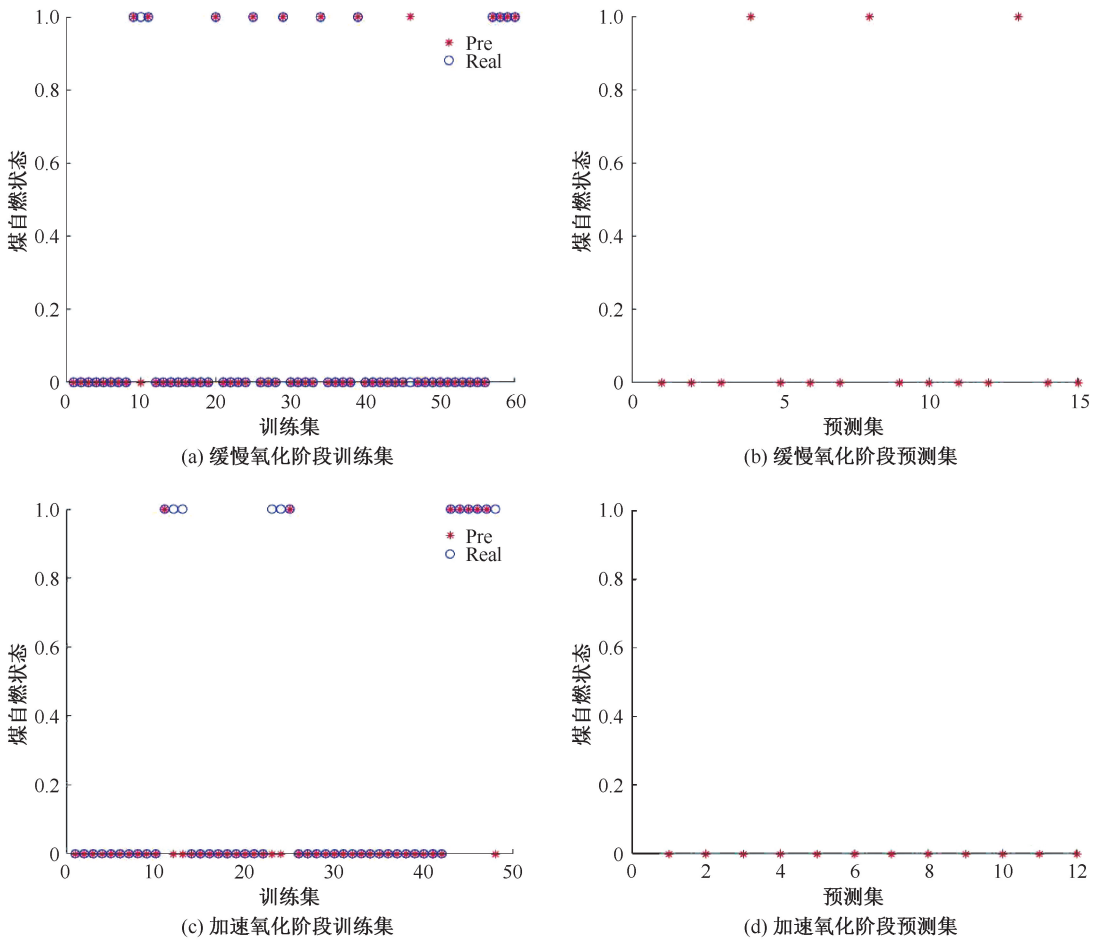 1.0
0.8
0.6
0.4
0.2
0
煤自燃状态
Pre
Real
0 10 20 30 40 50 60
训练集
(a) 缓慢氧化阶段训练集
1.0
0.8
0.6
0.4
0.2
0
煤自燃状态
0 5 10 15
预测集
(b) 缓慢氧化阶段预测集
1.0
0.8
0.6
0.4
0.2
0
煤自燃状态
Pre
Real
0 10 20 30 40 50
训练集
(c) 加速氧化阶段训练集
1.0
0.8
0.6
0.4
0.2
0
煤自燃状态
0 2 4 6 8 10 12
预测集
(d) 加速氧化阶段预测集